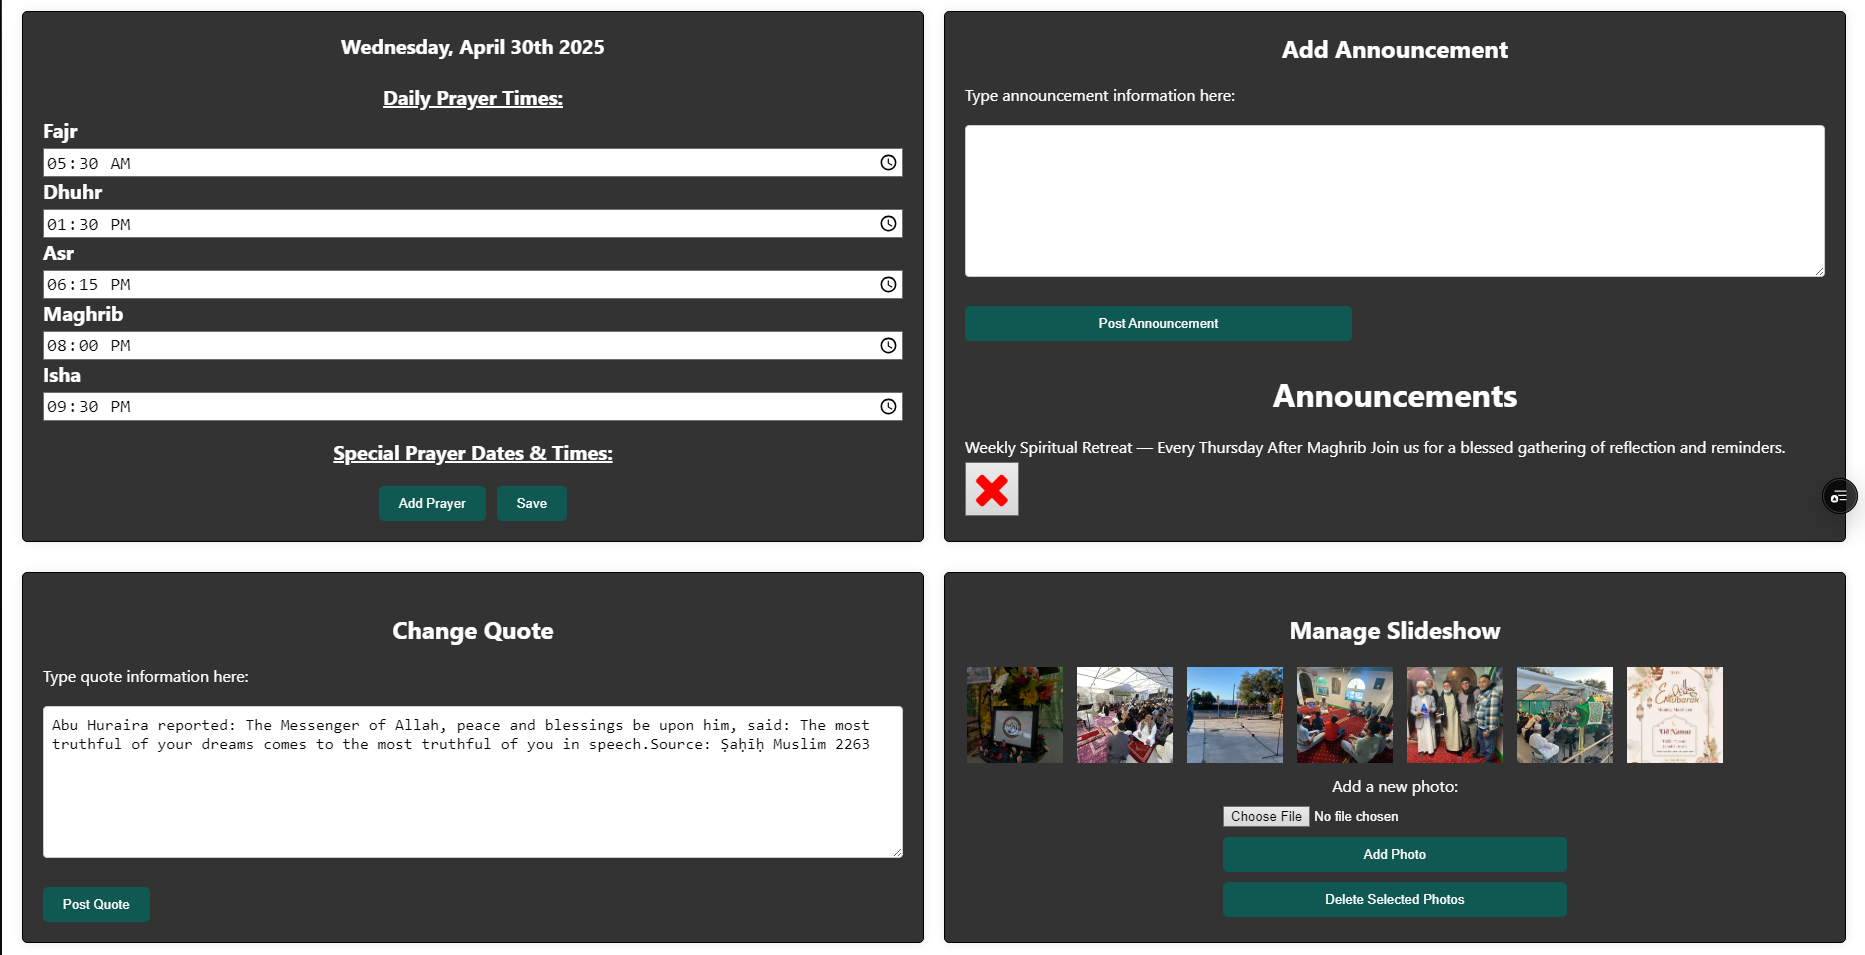 Wednesday, April 30th 2025
Daily Prayer Times:
Fajr
05:30 AM
Dhuhr
01:30 PM
Asr
06:15 PM
Maghrib
08:00 PM
Isha
09:30 PM
Special Prayer Dates & Times:
Add Prayer
Save
Add Announcement
Type announcement information here:
Post Announcement
Announcements
Weekly Spiritual Retreat — Every Thursday After Maghrib Join us for a blessed gathering of reflection and reminders.
Change Quote
Type quote information here:
Abu Huraira reported: The Messenger of Allah, peace and blessings be upon him, said: The most
truthful of your dreams comes to the most truthful of you in speech.Source: Ṣaḥīḥ Muslim 2263
Post Quote
Manage Slideshow
Eid Namaz
Add a new photo:
Choose File No file chosen
Add Photo
Delete Selected Photos